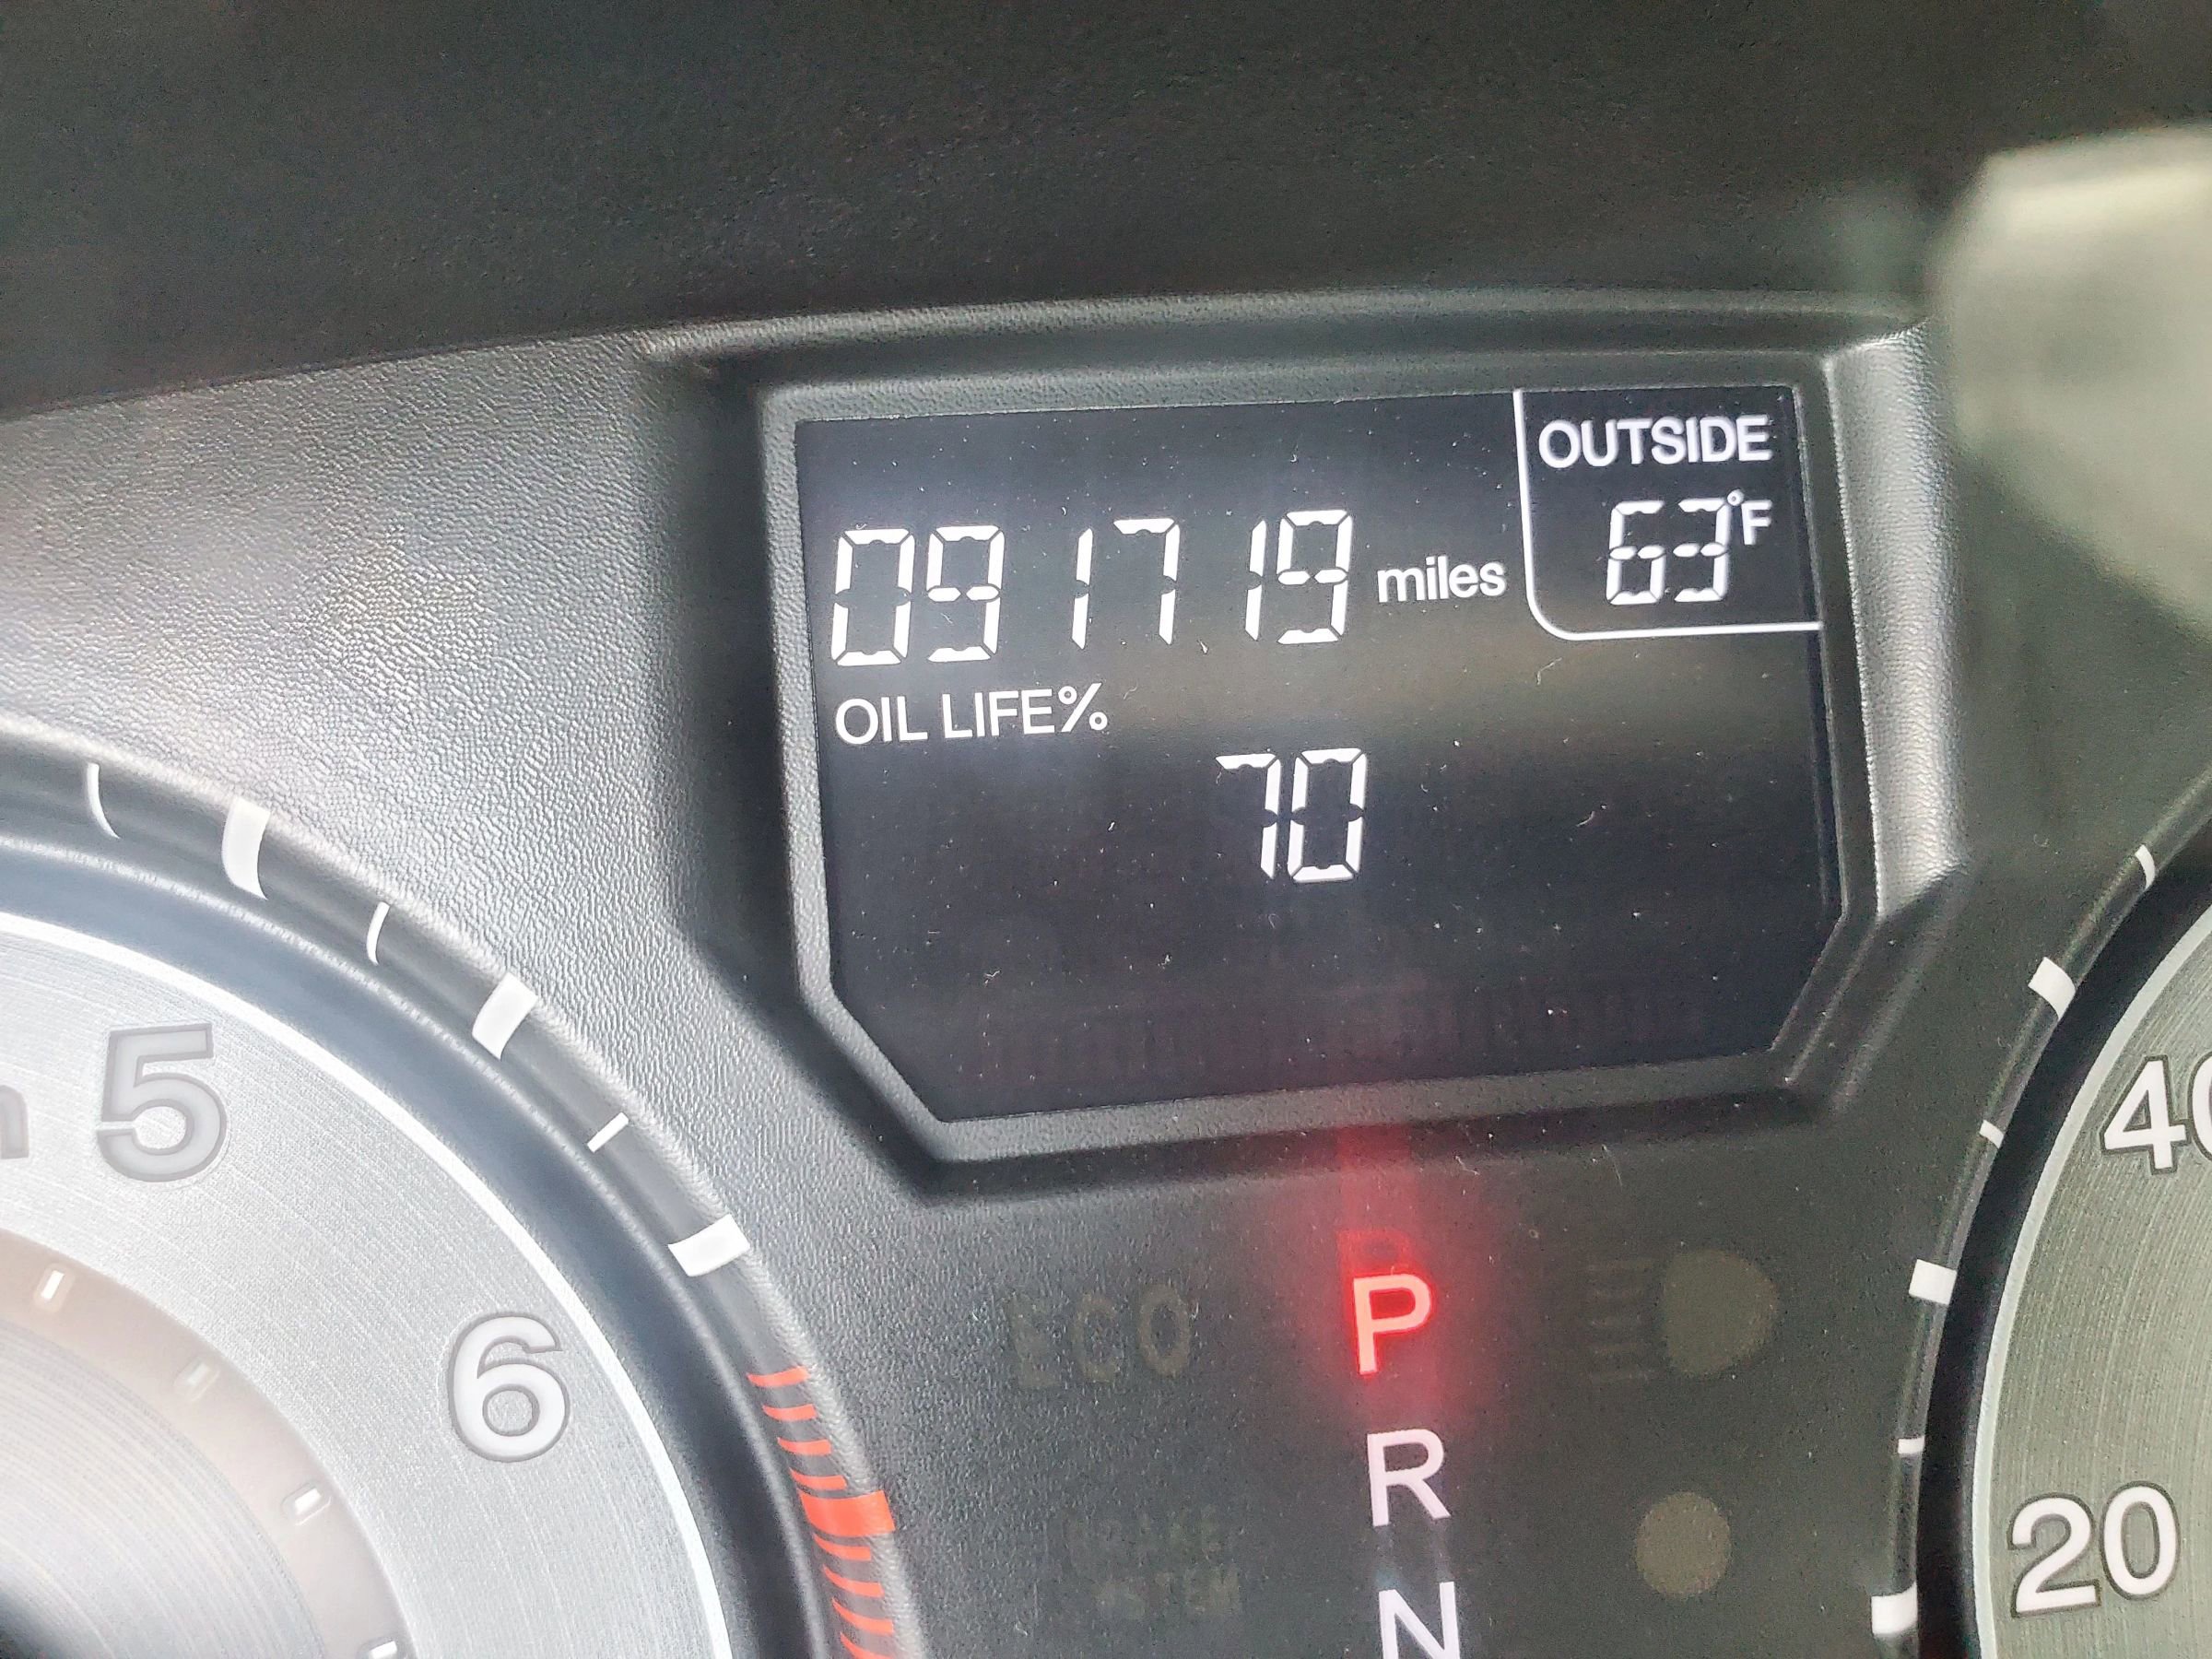 OUTSIDE
63°F
091719 miles
OIL LIFE%
70
5
6
40
20
ECO
P
R
N